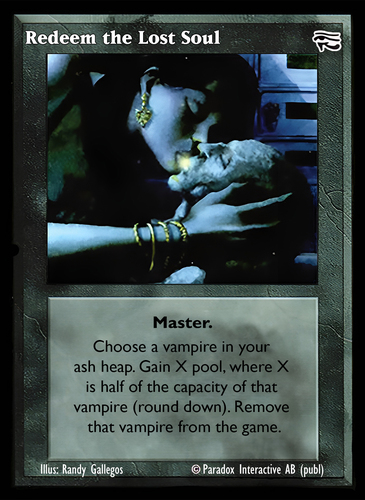 Redeem the Lost Soul
Master.
Choose a vampire in your
ash heap. Gain X pool, where X
is half of the capacity of that
vampire (round down). Remove
that vampire from the game.
Illus: Randy Gallegos © Paradox Interactive AB (publ)